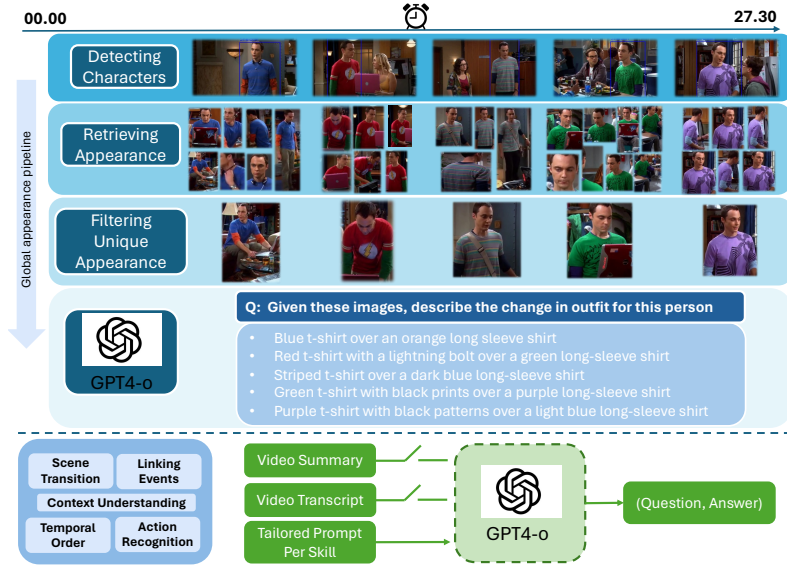 00.00
27.30
Detecting
Characters
Retrieving
Appearance
Filtering
Unique
Appearance
Global appearance pipeline
GPT4-o
Q: Given these images, describe the change in outfit for this person
• Blue t-shirt over an orange long sleeve shirt
• Red t-shirt with a lightning bolt over a green long-sleeve shirt
• Striped t-shirt over a dark blue long-sleeve shirt
• Green t-shirt with black prints over a purple long-sleeve shirt
• Purple t-shirt with black patterns over a light blue long-sleeve shirt
Scene
Transition
Linking
Events
Context Understanding
Temporal
Order
Action
Recognition
Video Summary
Video Transcript
Tailored Prompt
Per Skill
GPT4-o
(Question, Answer)